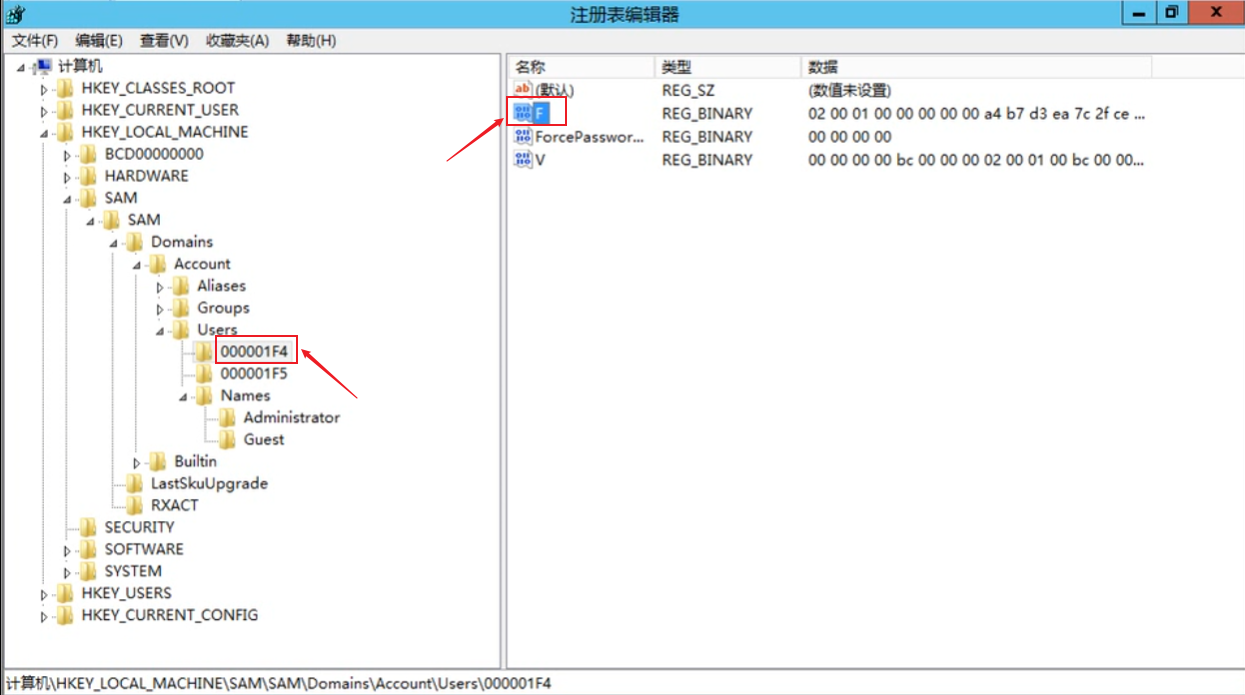 注册表编辑器
文件(F) 编辑(E) 查看(V) 收藏夹(A) 帮助(H)
计算机
HKEY_CLASSES_ROOT
HKEY_CURRENT_USER
HKEY_LOCAL_MACHINE
BCD00000000
HARDWARE
SAM
SAM
Domains
Account
Aliases
Groups
Users
000001F4
000001F5
Names
Administrator
Guest
Builtin
LastSkuUpgrade
RXACT
SECURITY
SOFTWARE
SYSTEM
HKEY_USERS
HKEY_CURRENT_CONFIG
名称 类型 数据
(默认) REG_SZ (数值未设置)
F REG_BINARY 02 00 01 00 00 00 00 00 a4 b7 d3 ea 7c 2f ce ...
ForcePasswor... REG_BINARY 00 00 00 00
V REG_BINARY 00 00 00 00 bc 00 00 00 02 00 01 00 bc 00 00...
计算机\HKEY_LOCAL_MACHINE\SAM\SAM\Domains\Account\Users\000001F4